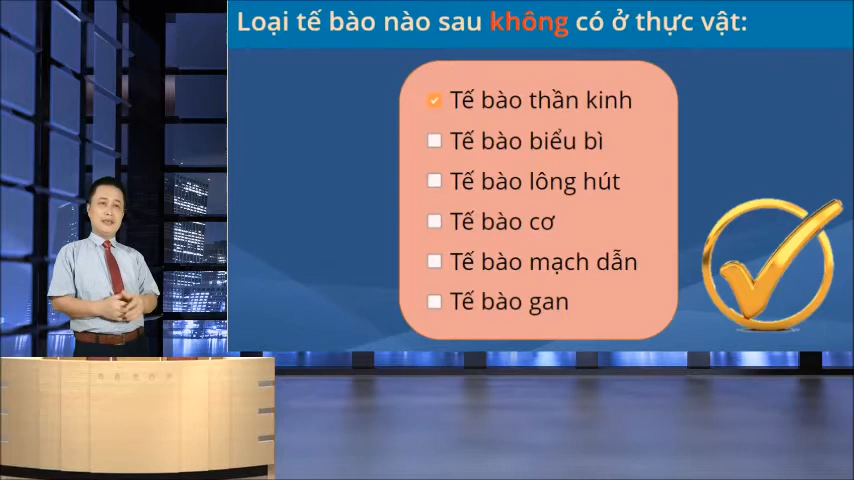 Loại tế bào nào sau không có ở thực vật:
Tế bào thần kinh
Tế bào biểu bì
Tế bào lông hút
Tế bào cơ
Tế bào mạch dẫn
Tế bào gan